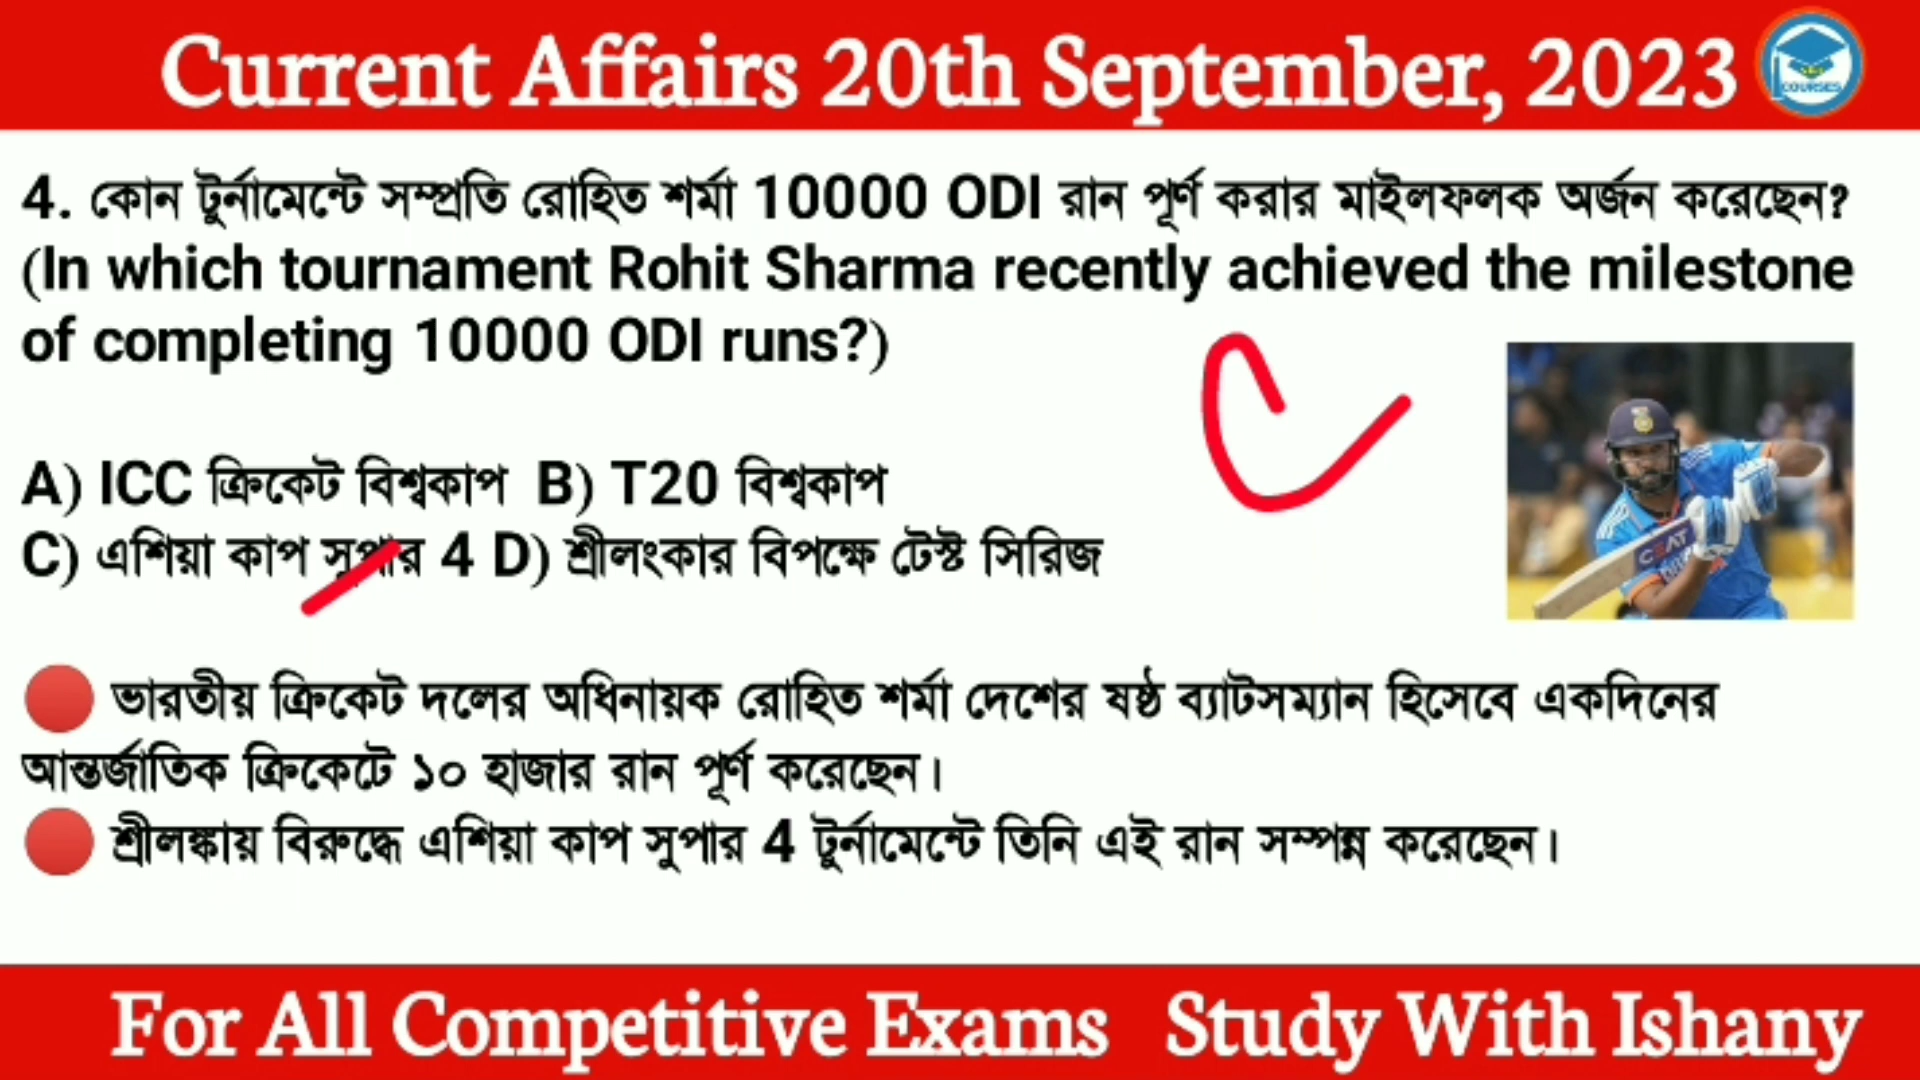 Current Affairs 20th September, 2023
COURSES
4. কোন টুর্নামেন্টে সম্প্রতি রোহিত শর্মা 10000 ODI রান পূর্ণ করার মাইলফলক অর্জন করেছেন?
(In which tournament Rohit Sharma recently achieved the milestone
of completing 10000 ODI runs?)
C
A) ICC ক্রিকেট বিশ্বকাপ B) T20 বিশ্বকাপ
C) এশিয়া কাপ সুপার 4 D) শ্রীলংকার বিপক্ষে টেস্ট সিরিজ
CEAT
ভারতীয় ক্রিকেট দলের অধিনায়ক রোহিত শর্মা দেশের ষষ্ঠ ব্যাটসম্যান হিসেবে একদিনের
আন্তর্জাতিক ক্রিকেটে ১০ হাজার রান পূর্ণ করেছেন।
শ্রীলঙ্কায় বিরুদ্ধে এশিয়া কাপ সুপার 4 টুর্নামেন্টে তিনি এই রান সম্পন্ন করেছেন।
For All Competitive Exams Study With Ishany